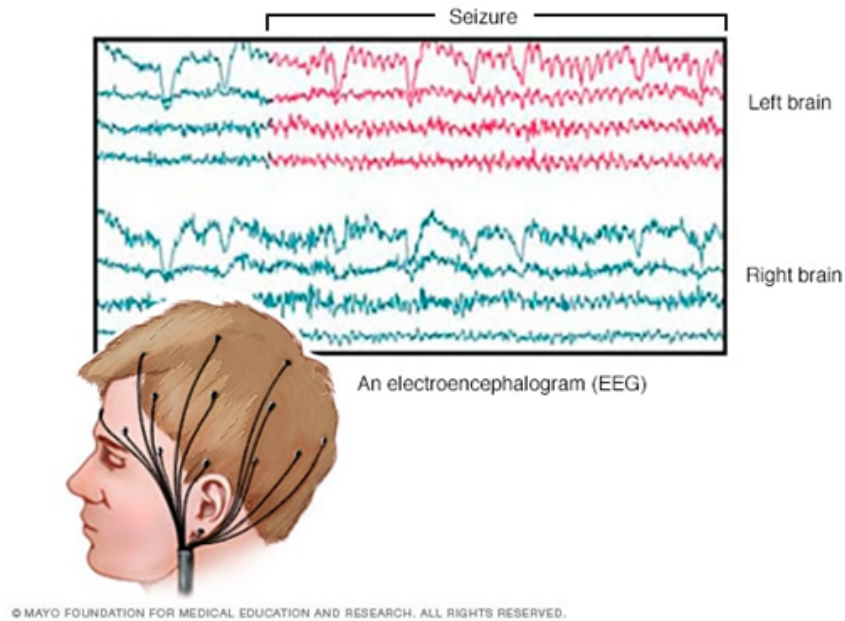 Seizure
Left brain
Right brain
An electroencephalogram (EEG)
© MAYO FOUNDATION FOR MEDICAL EDUCATION AND RESEARCH. ALL RIGHTS RESERVED.